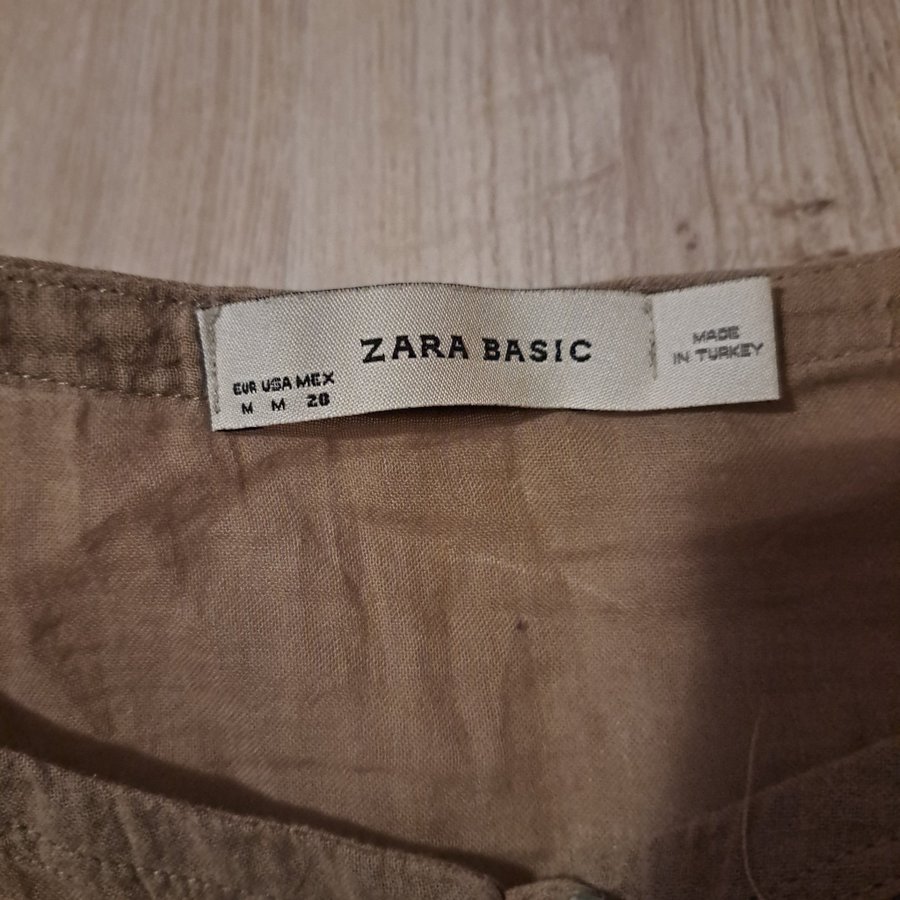 ZARA BASIC
EUR USA MEX
M M 28
MADE
IN TURKEY